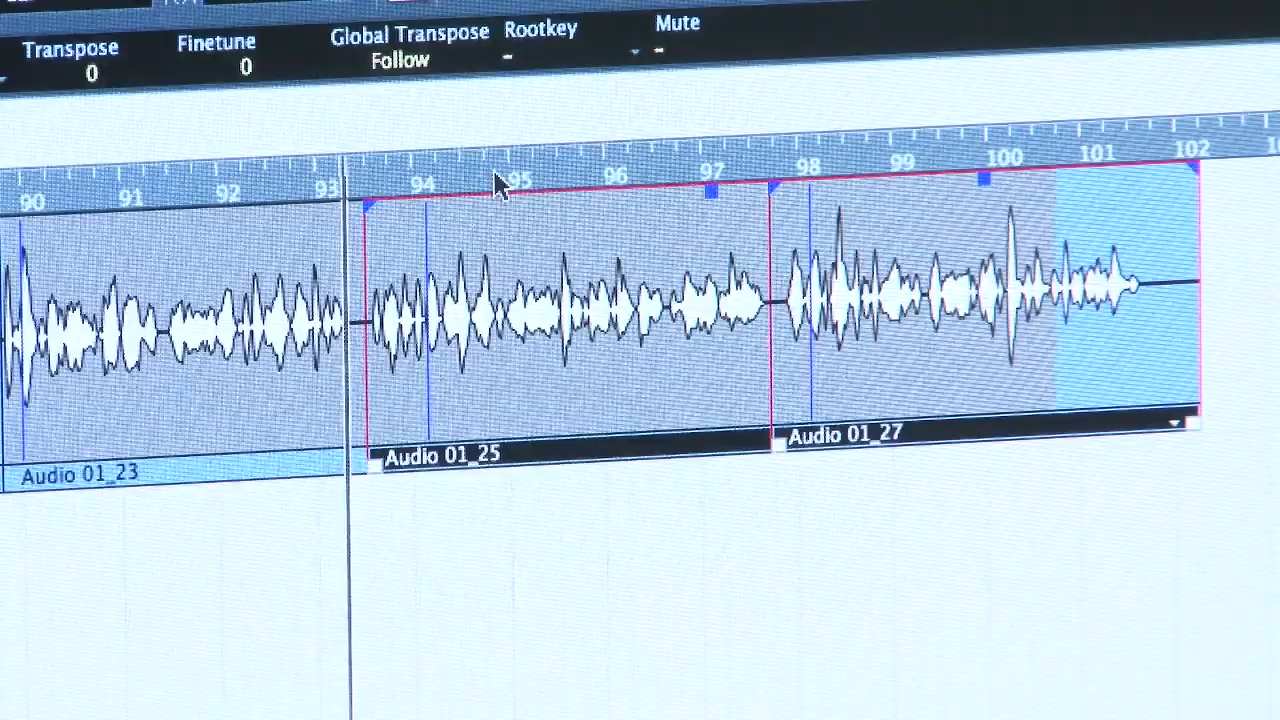 Transpose Finetune Global Transpose Rootkey Mute
0 0 Follow - -
90 91 92 93 94 95 96 97 98 99 100 101 102
Audio 01_23 Audio 01_25 Audio 01_27